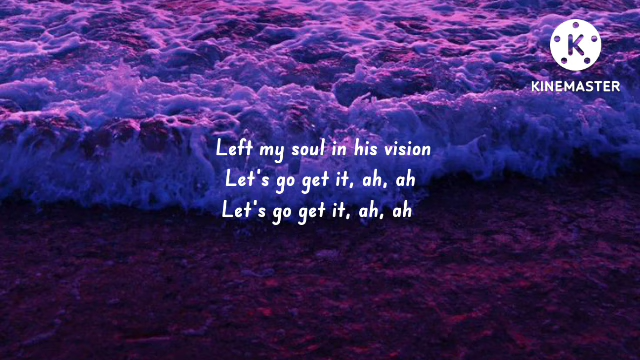 KINEMASTER
Left my soul in his vision
Let's go get it, ah, ah
Let's go get it, ah, ah